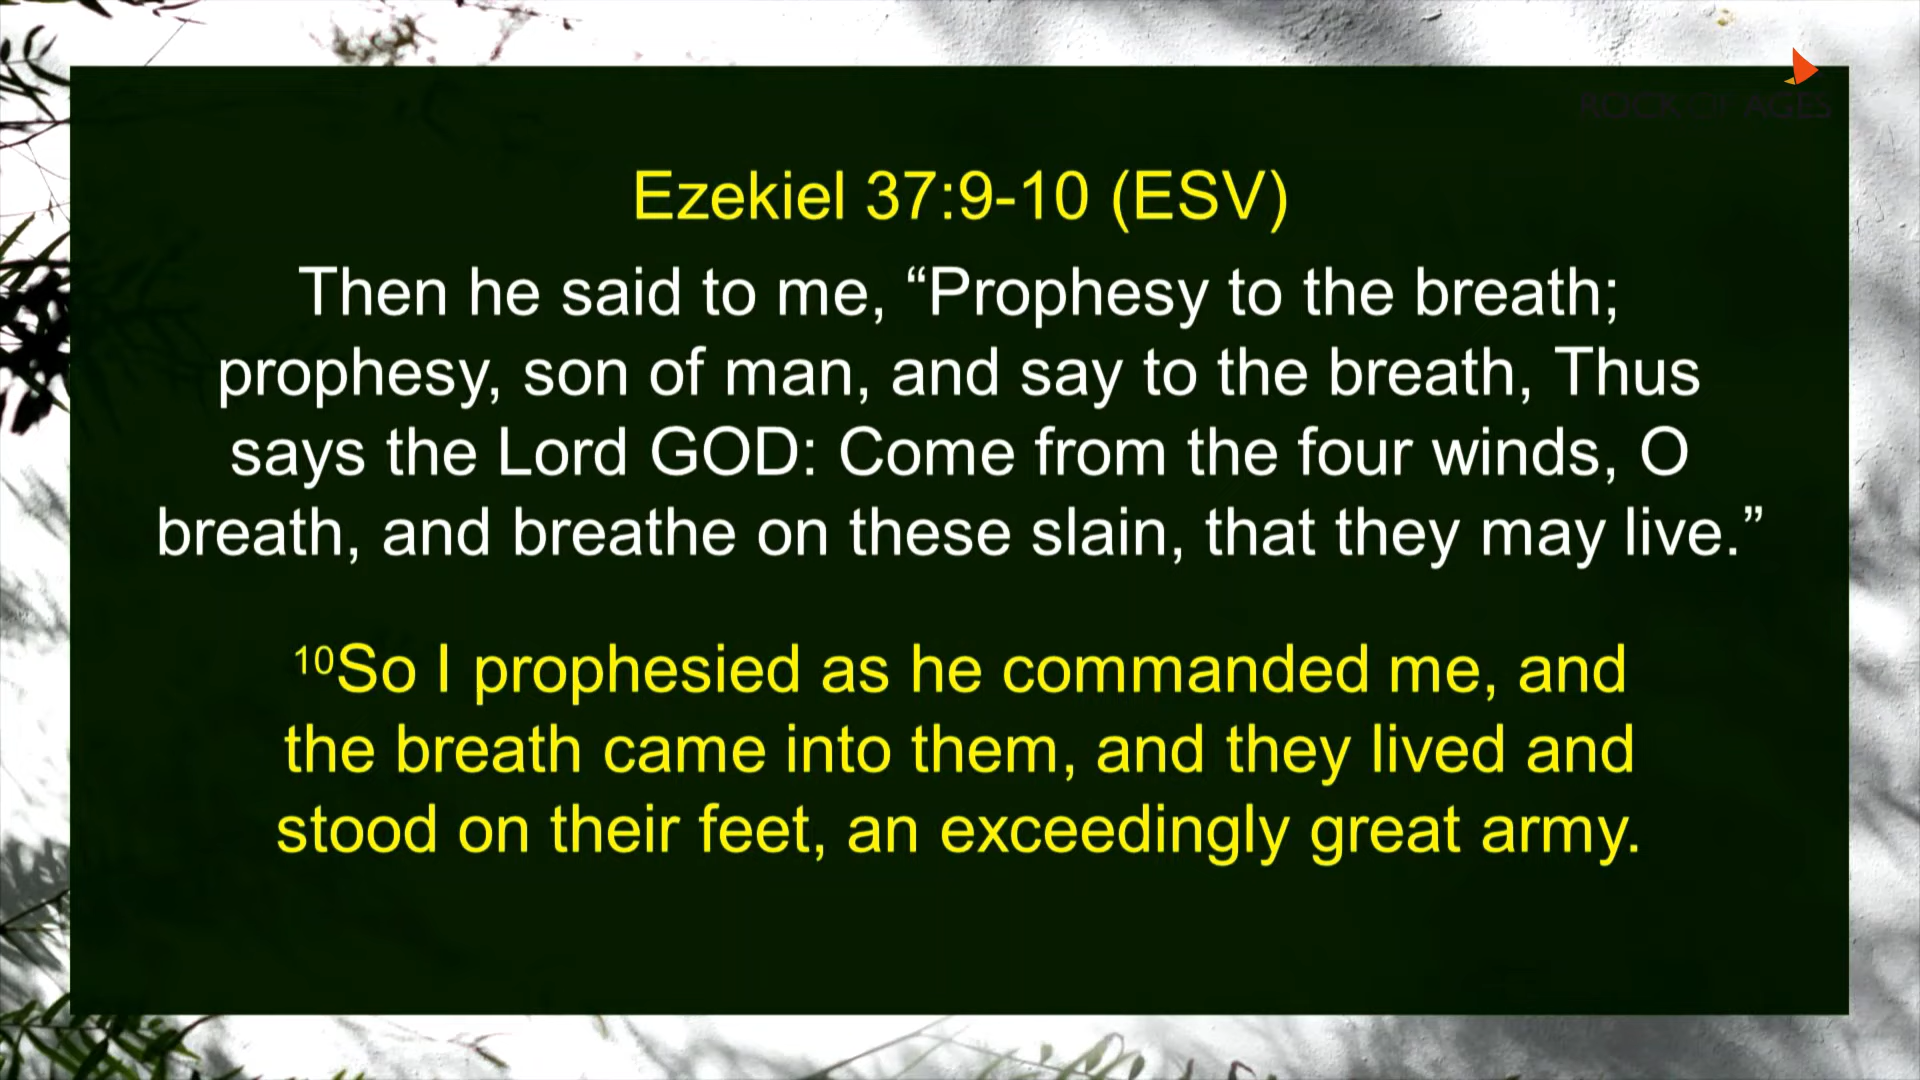 ROCK OF AGES
Ezekiel 37:9-10 (ESV)
Then he said to me, “Prophesy to the breath;
prophesy, son of man, and say to the breath, Thus
says the Lord GOD: Come from the four winds, O
breath, and breathe on these slain, that they may live.”
10So I prophesied as he commanded me, and
the breath came into them, and they lived and
stood on their feet, an exceedingly great army.